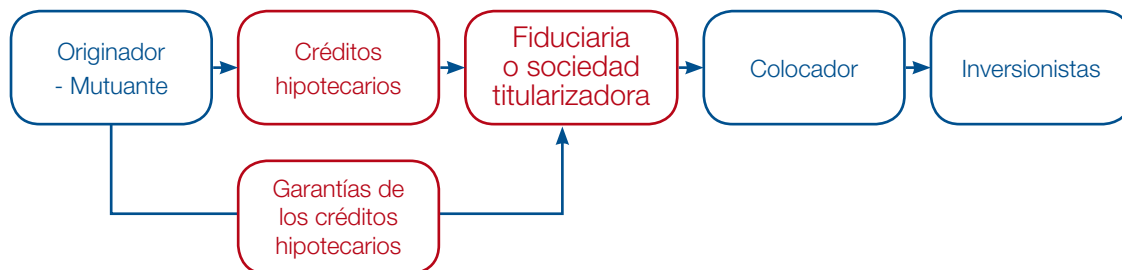 Originador
- Mutuante
Créditos
hipotecarios
Fiduciaria
o sociedad
titularizadora
Colocador
Inversionistas
Garantías de
los créditos
hipotecarios